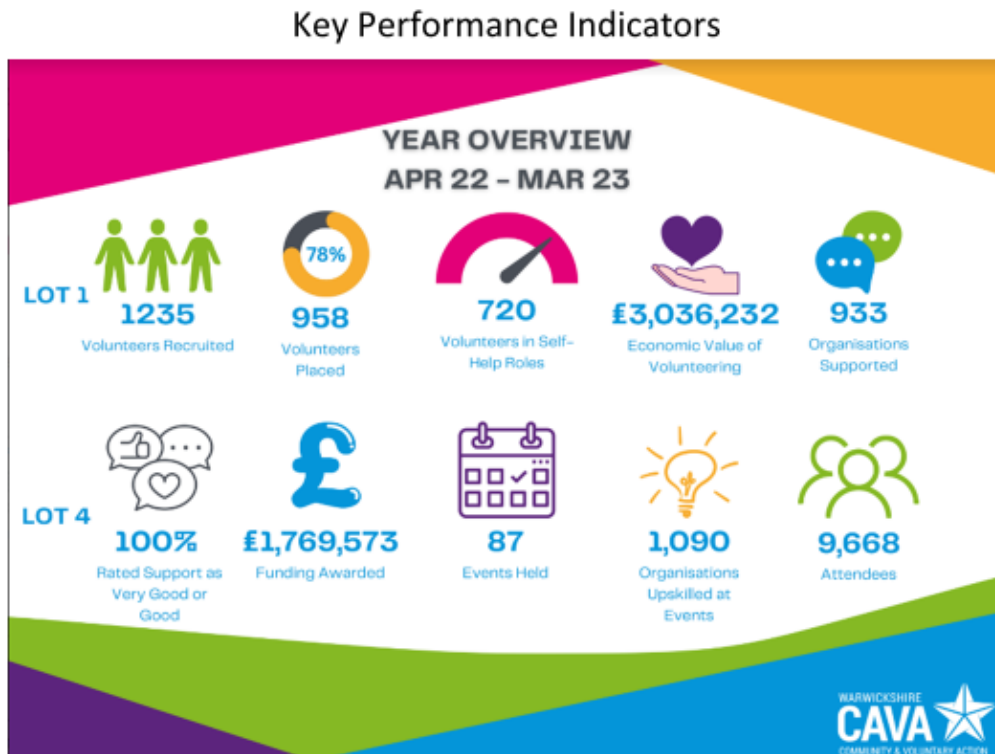 Key Performance Indicators
YEAR OVERVIEW
APR 22 - MAR 23
LOT 1
1235
Volunteers Recruited
78%
958
Volunteers
Placed
720
Volunteers in Self-
Help Roles
£3,036,232
Economic Value of
Volunteering
933
Organisations
Supported
LOT 4
100%
Rated Support as
Very Good or
Good
£1,769,573
Funding Awarded
87
Events Held
1,090
Organisations
Upskilled at
Events
9,668
Attendees
WARWICKSHIRE
CAVA
COMMUNITY & VOLUNTARY ACTION